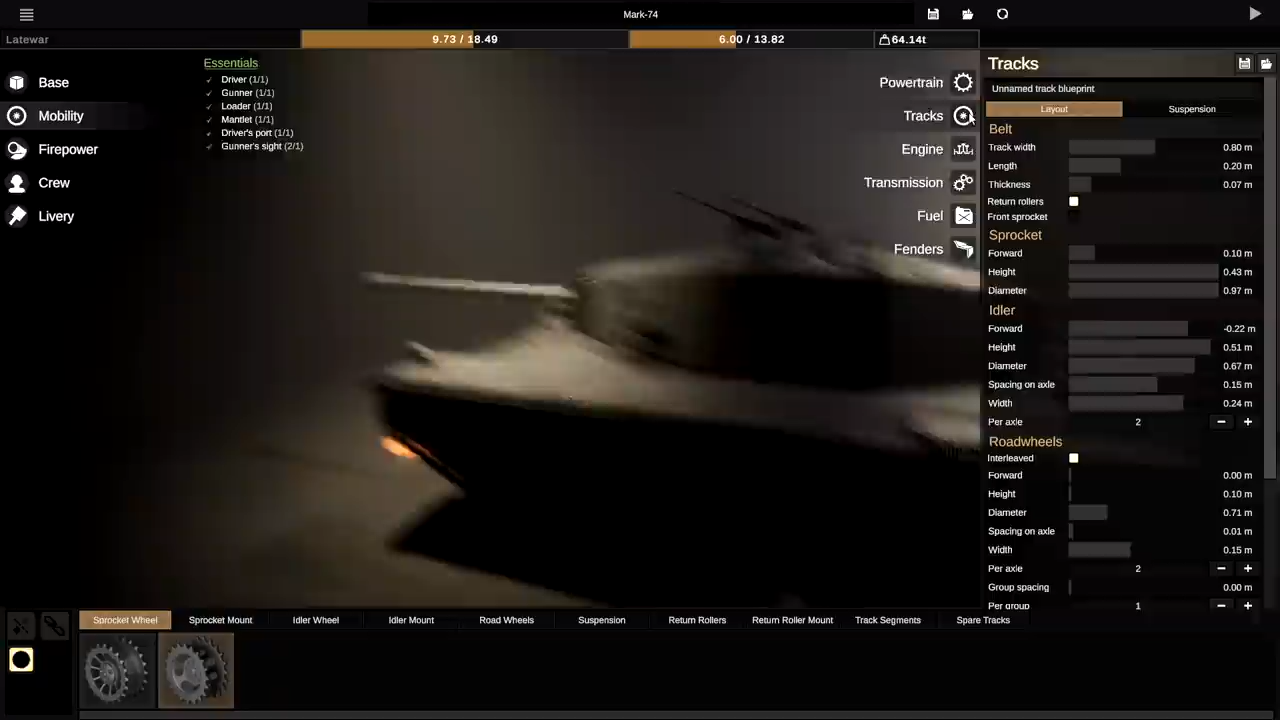 Mark-74
Latewar
9.73 / 18.49
6.00 / 13.82
64.14t
Base
Mobility
Firepower
Crew
Livery
Essentials
Driver (1/1)
Gunner (1/1)
Loader (1/1)
Mantlet (1/1)
Driver's port (1/1)
Gunner's sight (2/1)
Powertrain
Tracks
Engine
Transmission
Fuel
Fenders
Tracks
Unnamed track blueprint
Layout
Suspension
Belt
Track width 0.80 m
Length 0.20 m
Thickness 0.07 m
Return rollers
Front sprocket
Sprocket
Forward 0.10 m
Height 0.43 m
Diameter 0.97 m
Idler
Forward -0.22 m
Height 0.51 m
Diameter 0.67 m
Spacing on axle 0.15 m
Width 0.24 m
Per axle 2 − +
Roadwheels
Interleaved
Forward 0.00 m
Height 0.10 m
Diameter 0.71 m
Spacing on axle 0.01 m
Width 0.15 m
Per axle 2 − +
Group spacing 0.00 m
Per group 1 − +
Sprocket Wheel
Sprocket Mount
Idler Wheel
Idler Mount
Road Wheels
Suspension
Return Rollers
Return Roller Mount
Track Segments
Spare Tracks